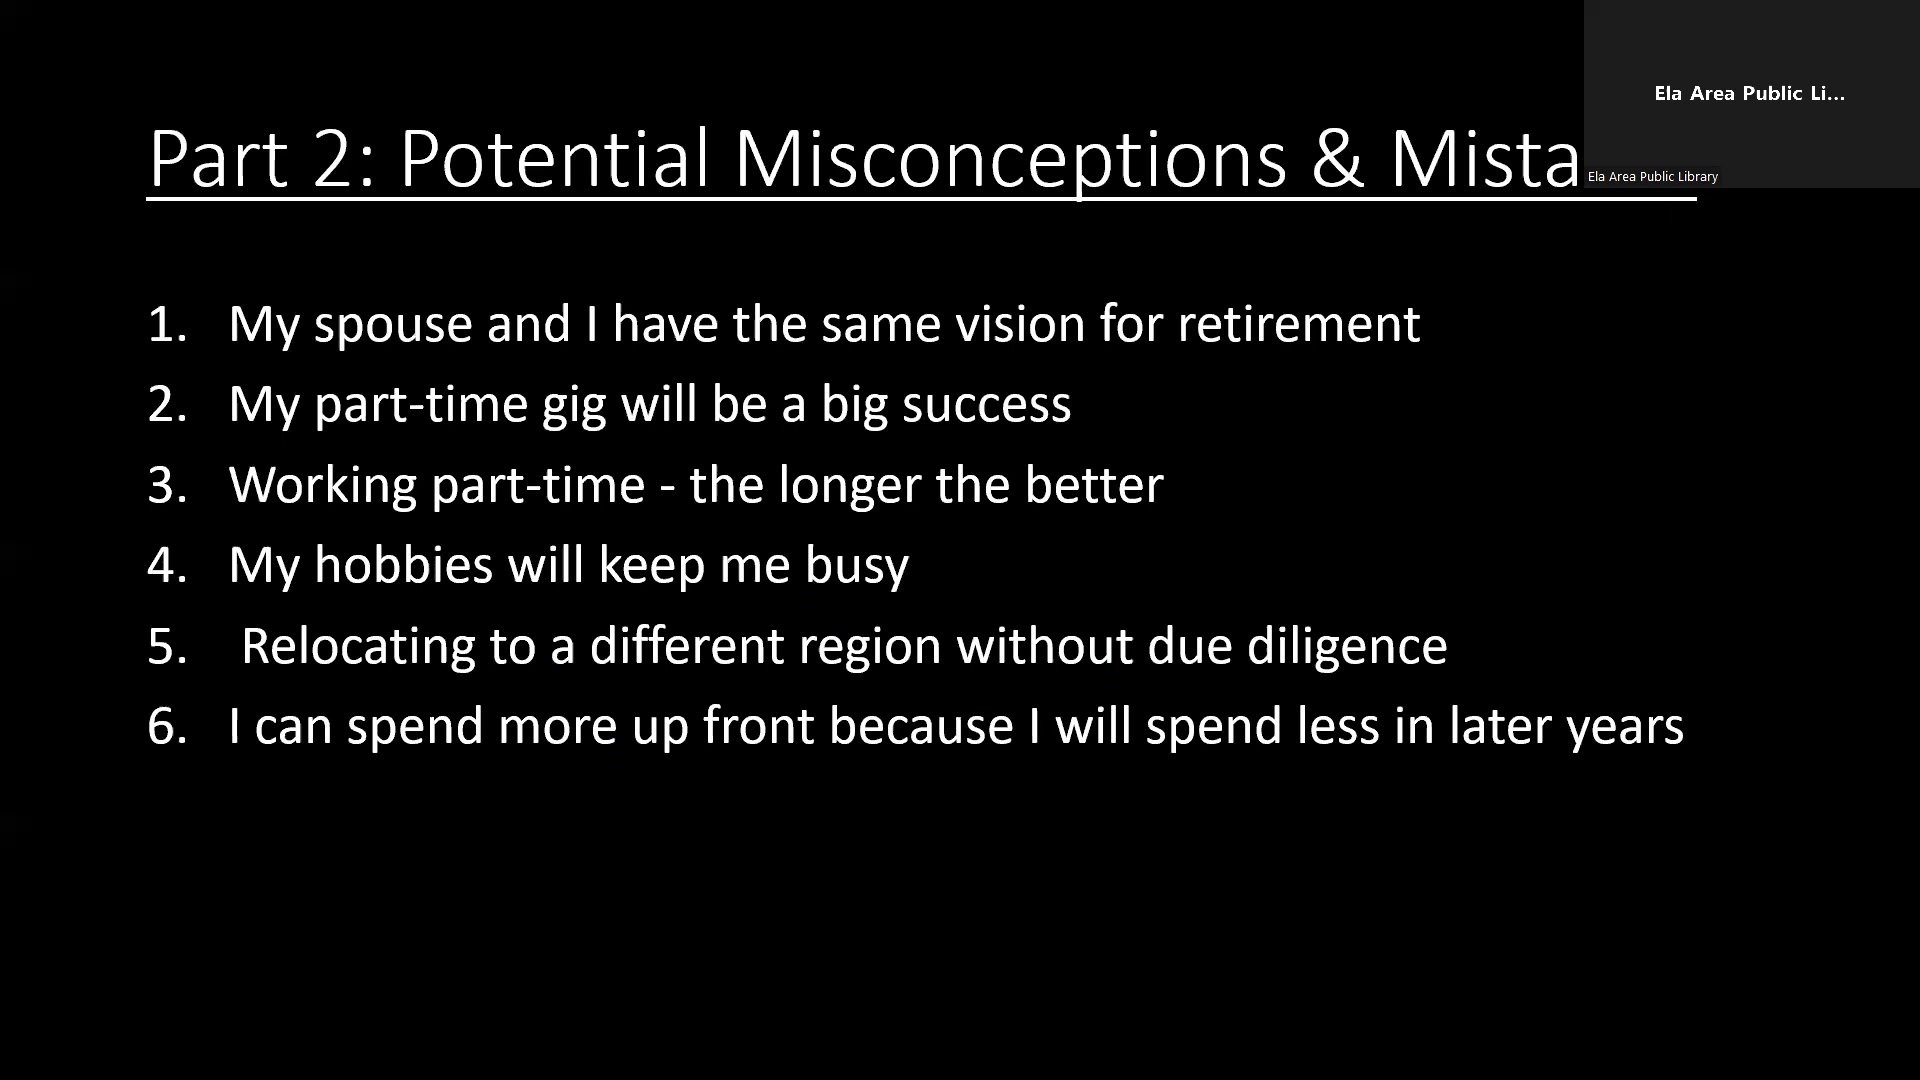 Ela Area Public Li...
Part 2: Potential Misconceptions & Mista
Ela Area Public Library
1. My spouse and I have the same vision for retirement
2. My part-time gig will be a big success
3. Working part-time - the longer the better
4. My hobbies will keep me busy
5. Relocating to a different region without due diligence
6. I can spend more up front because I will spend less in later years